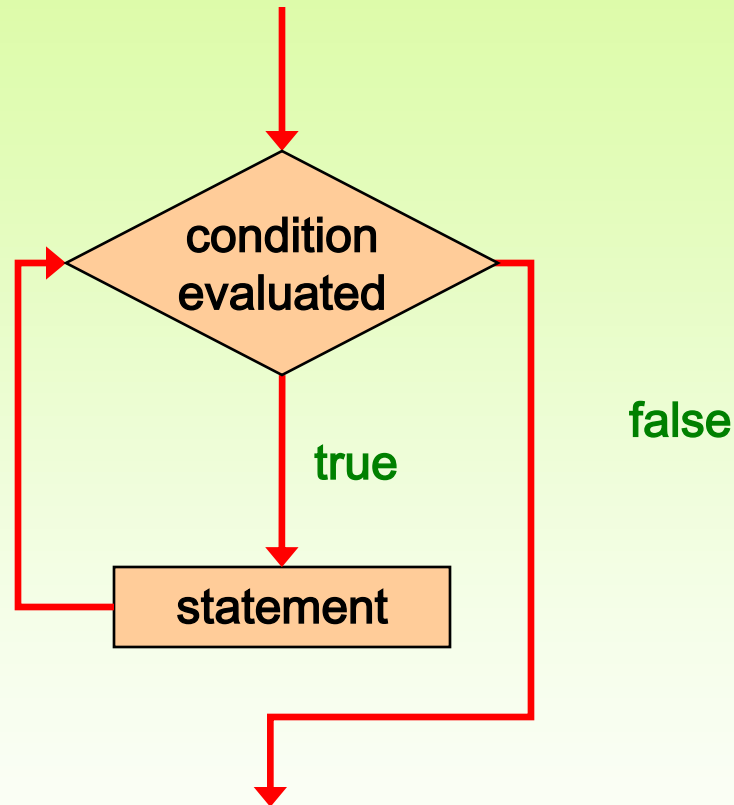 condition
evaluated
false
true
statement